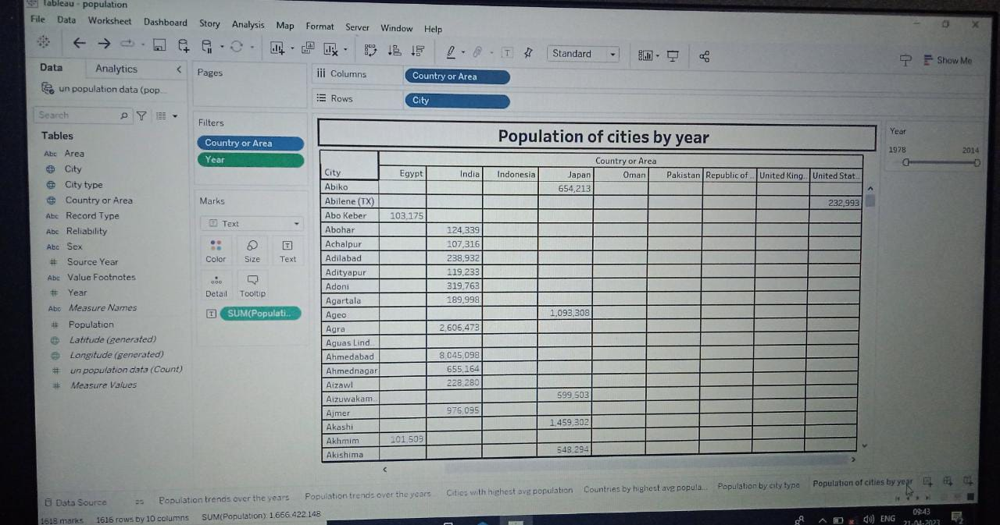 Tableau - population
File Data Worksheet Dashboard Story Analysis Map Format Server Window Help
Standard
Show Me
Data Analytics
un population data (pop...
Search
Tables
Abc Area
City
City type
Country or Area
Abc Record Type
Abc Reliability
Abc Sex
# Source Year
Abc Value Footnotes
# Year
Abc Measure Names
# Population
Latitude (generated)
Longitude (generated)
# un population data (Count)
# Measure Values
Pages
Filters
Country or Area
Year
Marks
Text
Color Size Text
Detail Tooltip
SUM(Populati..
iii Columns Country or Area
Rows City
Population of cities by year
Country or Area
City Egypt India Indonesia Japan Oman Pakistan Republic of .. United King.. United Stat..
Abiko 654,213
Abilene (TX) 232,993
Abo Keber 103,175
Abohar 124,339
Achalpur 107,316
Adilabad 238,932
Adityapur 119,233
Adoni 319,763
Agartala 189,998
Ageo 1,093,308
Agra 2,606,473
Aguas Lind..
Ahmedabad 8,045,098
Ahmednagar 655,164
Aizawl 228,280
Aizuwakam.. 599,503
Ajmer 976,095
Akashi 1,459,302
Akhmim 101,509
Akishima 548,294
Year
1978 2014
Data Source Population trends over the years Population trends over the years.. Cities with highest avg population Countries by highest avg popula... Population by city type Population of cities by year
1618 marks 1616 rows by 10 columns SUM(Population): 1,666,422,148
ENG
09:43
21-04-2023